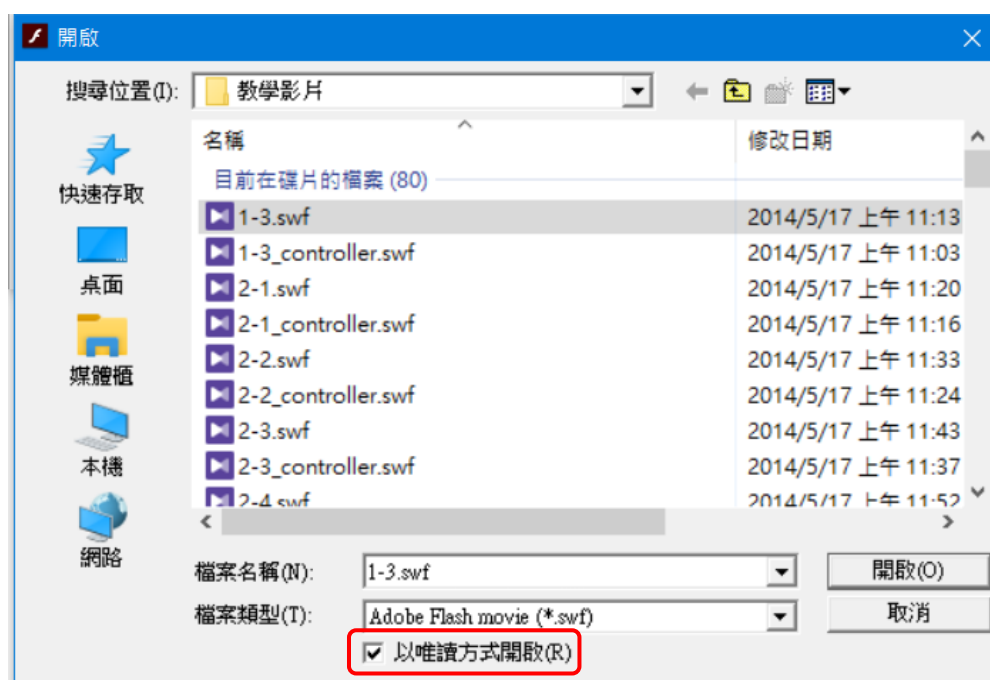 開啟
搜尋位置(I): 教學影片
名稱 修改日期
目前在碟片的檔案 (80)
1-3.swf 2014/5/17 上午 11:13
1-3_controller.swf 2014/5/17 上午 11:03
2-1.swf 2014/5/17 上午 11:20
2-1_controller.swf 2014/5/17 上午 11:16
2-2.swf 2014/5/17 上午 11:33
2-2_controller.swf 2014/5/17 上午 11:24
2-3.swf 2014/5/17 上午 11:43
2-3_controller.swf 2014/5/17 上午 11:37
2-4.swf 2014/5/17 上午 11:52
快速存取
桌面
媒體櫃
本機
網路
檔案名稱(N): 1-3.swf 開啟(O)
檔案類型(T): Adobe Flash movie (*.swf) 取消
以唯讀方式開啟(R)